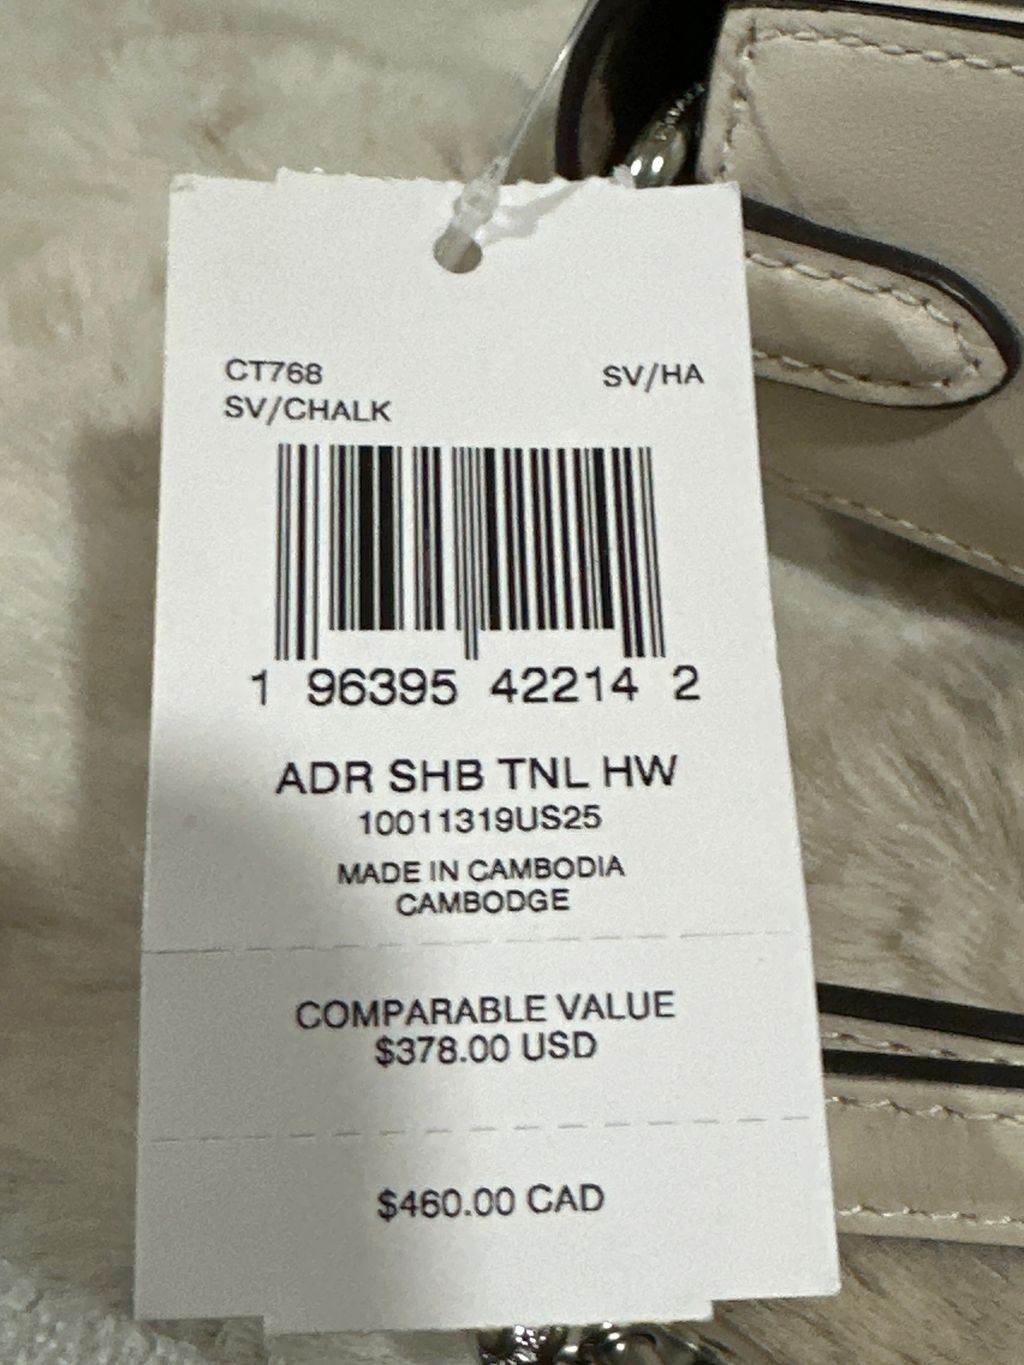 CT768 SV/HA
SV/CHALK
1 96395 42214 2
ADR SHB TNL HW
10011319US25
MADE IN CAMBODIA
CAMBODGE
COMPARABLE VALUE
$378.00 USD
$460.00 CAD